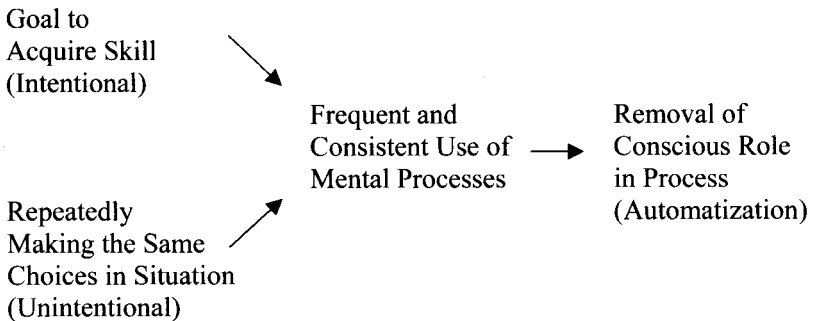 Goal to
Acquire Skill
(Intentional)
Frequent and
Consistent Use of
Mental Processes
Removal of
Conscious Role
in Process
(Automatization)
Repeatedly
Making the Same
Choices in Situation
(Unintentional)